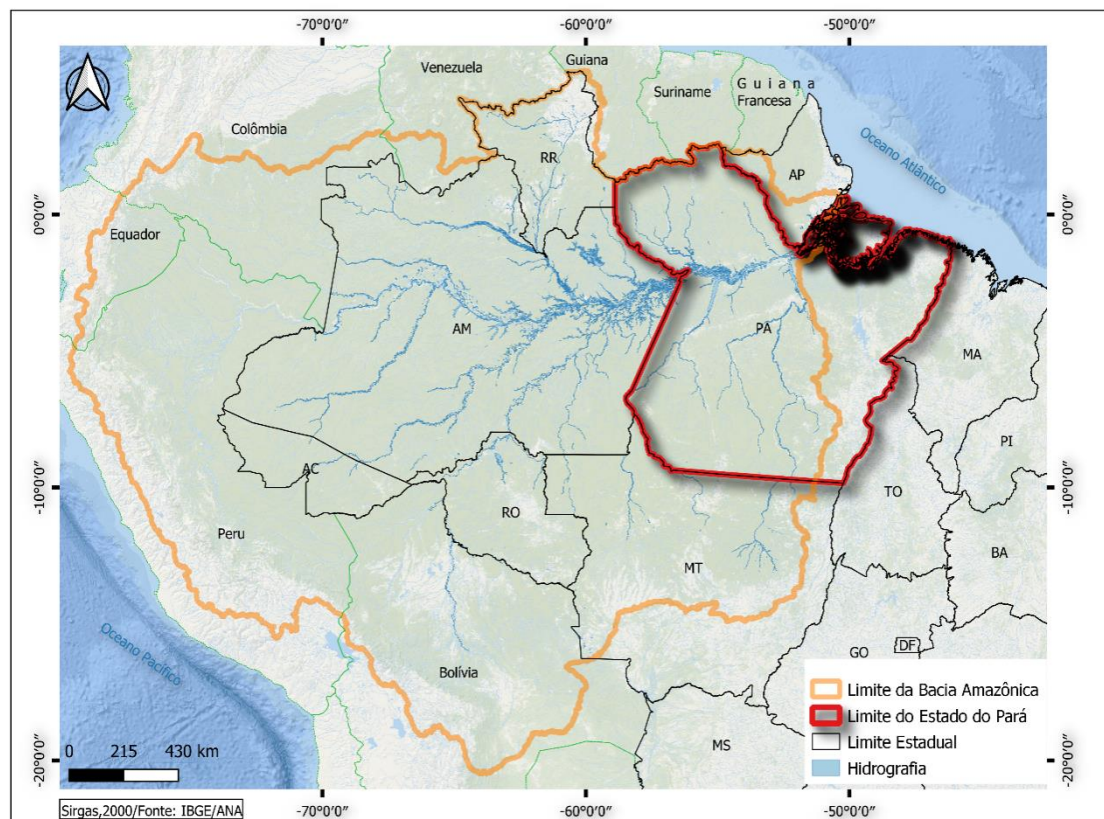 -70°0'0"
-60°0'0"
-50°0'0"
Venezuela
Guiana
Suriname
Guiana
Francesa
Colômbia
Oceano Atlântico
RR
AP
0°0'0"
0°0'0"
Equador
AM
PA
MA
PI
AC
-10°0'0"
-10°0'0"
TO
RO
Peru
BA
MT
Oceano Pacífico
GO
DF
Bolívia
Limite da Bacia Amazônica
Limite do Estado do Pará
Limite Estadual
Hidrografia
MS
0 215 430 km
-20°0'0"
-20°0'0"
Sirgas,2000/Fonte: IBGE/ANA
-70°0'0"
-60°0'0"
-50°0'0"